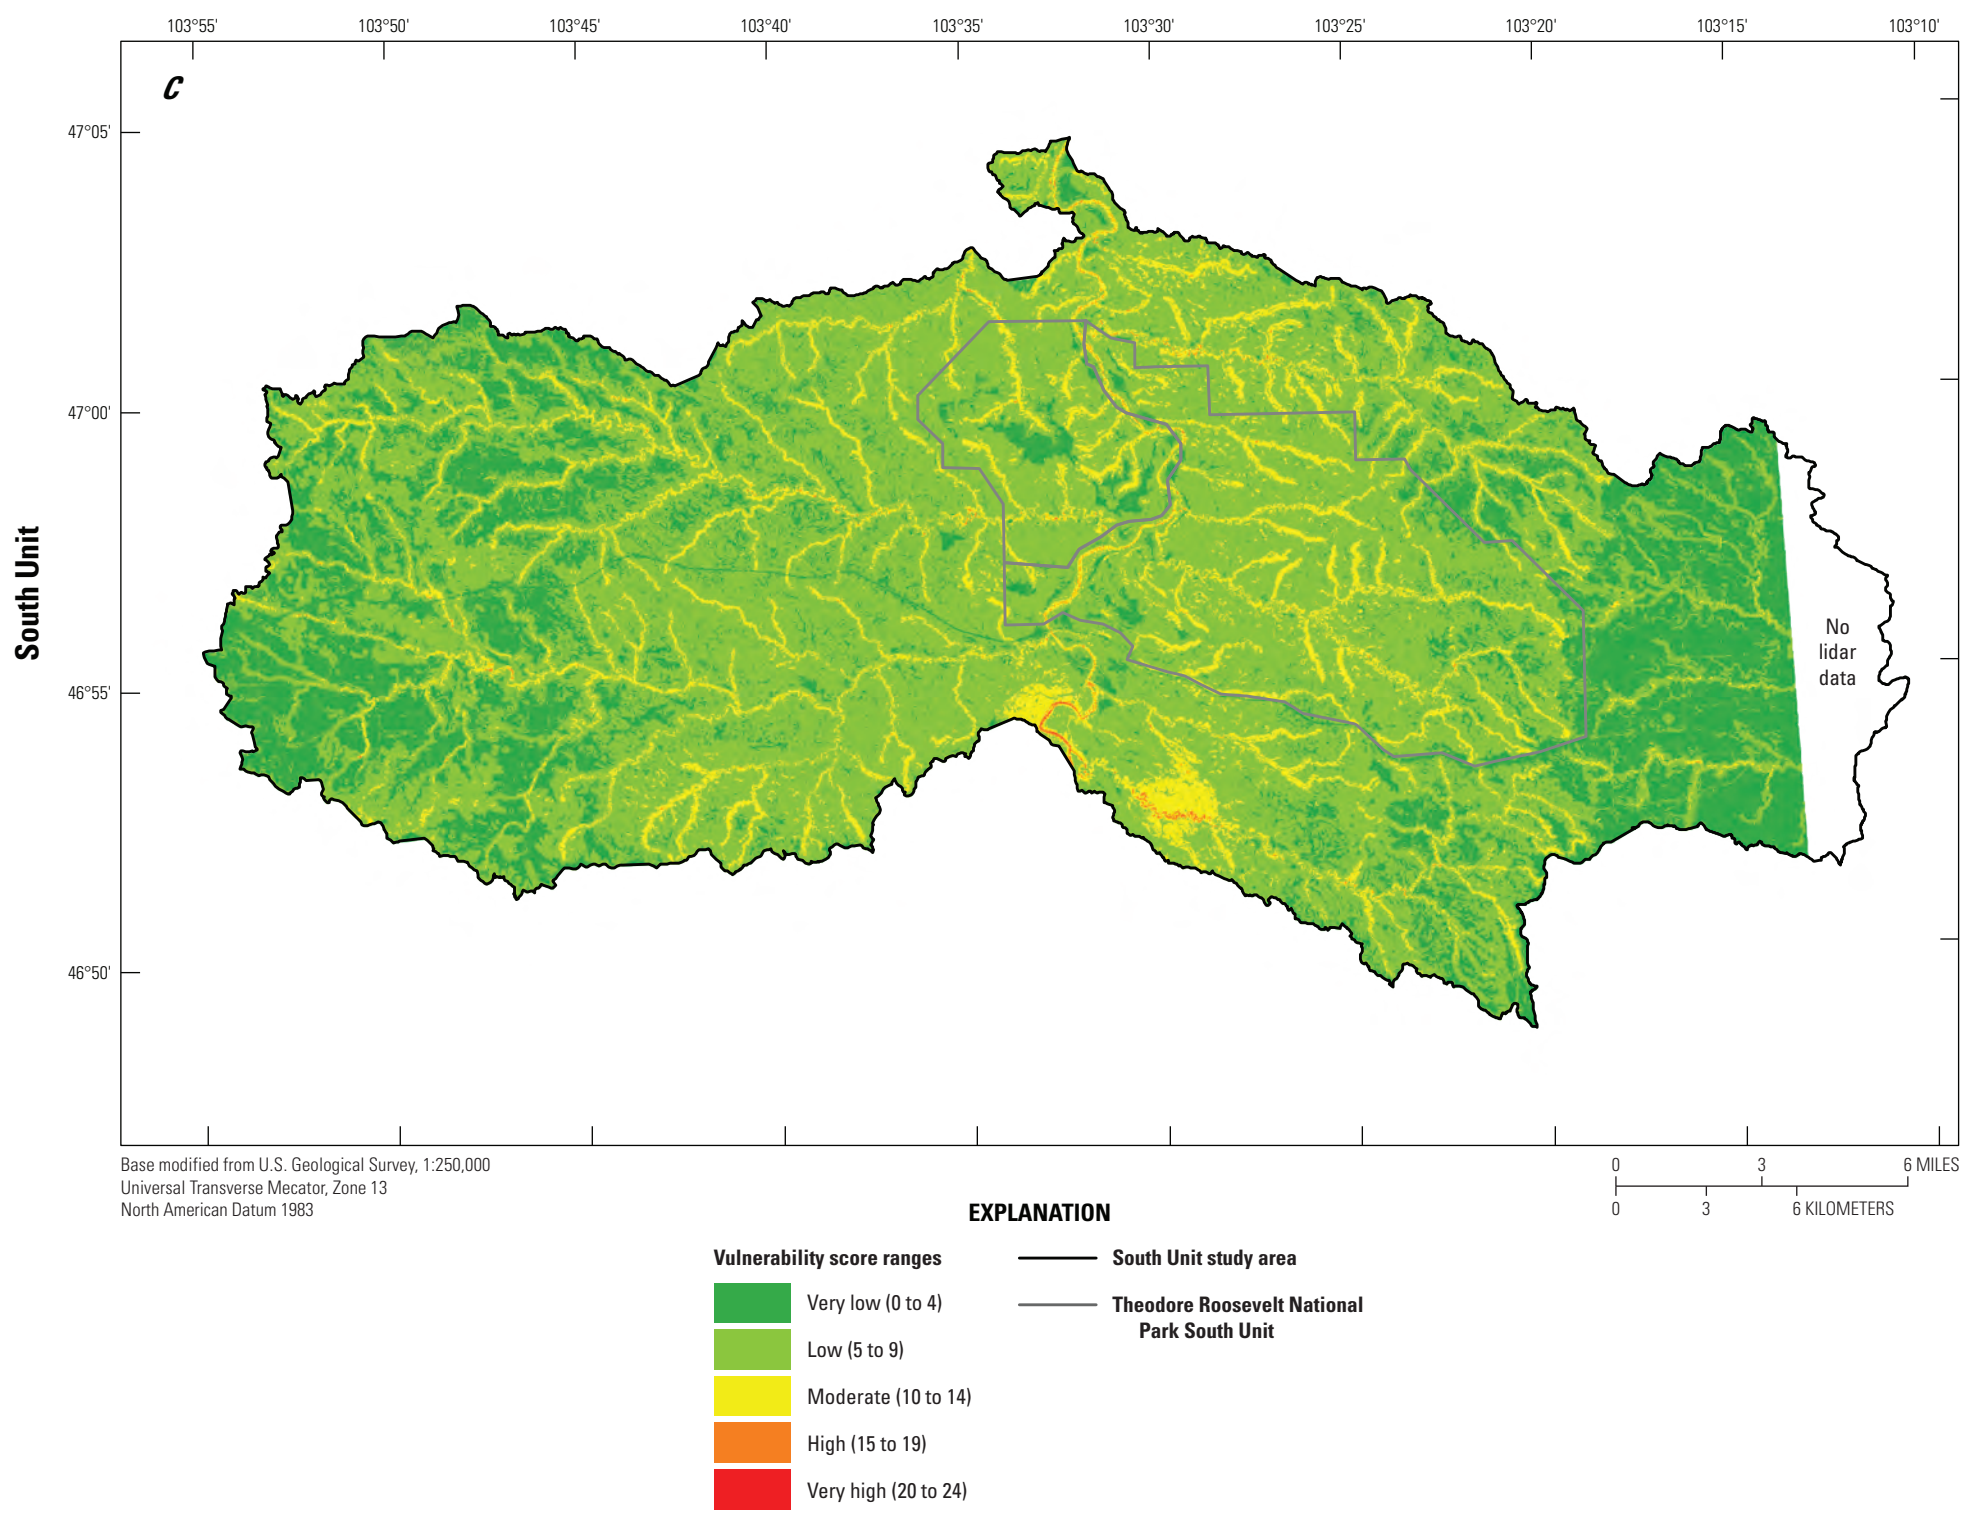 103°55' 103°50' 103°45' 103°40' 103°35' 103°30' 103°25' 103°20' 103°15' 103°10'
C
47°05'
47°00'
South Unit
No
lidar
data
46°55'
46°50'
Base modified from U.S. Geological Survey, 1:250,000
Universal Transverse Mecator, Zone 13
North American Datum 1983
0 3 6 MILES
0 3 6 KILOMETERS
EXPLANATION
Vulnerability score ranges
Very low (0 to 4)
Low (5 to 9)
Moderate (10 to 14)
High (15 to 19)
Very high (20 to 24)
South Unit study area
Theodore Roosevelt National
Park South Unit